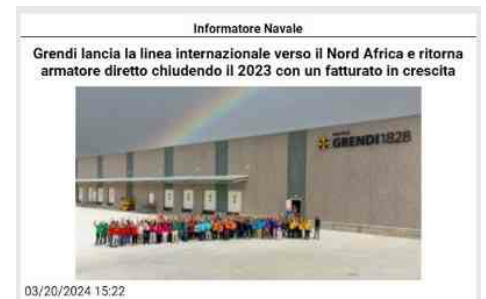 Informatore Navale
Grendi lancia la linea internazionale verso il Nord Africa e ritorna
armatore diretto chiudendo il 2023 con un fatturato in crescita
GRENDI1828
03/20/2024 15:22